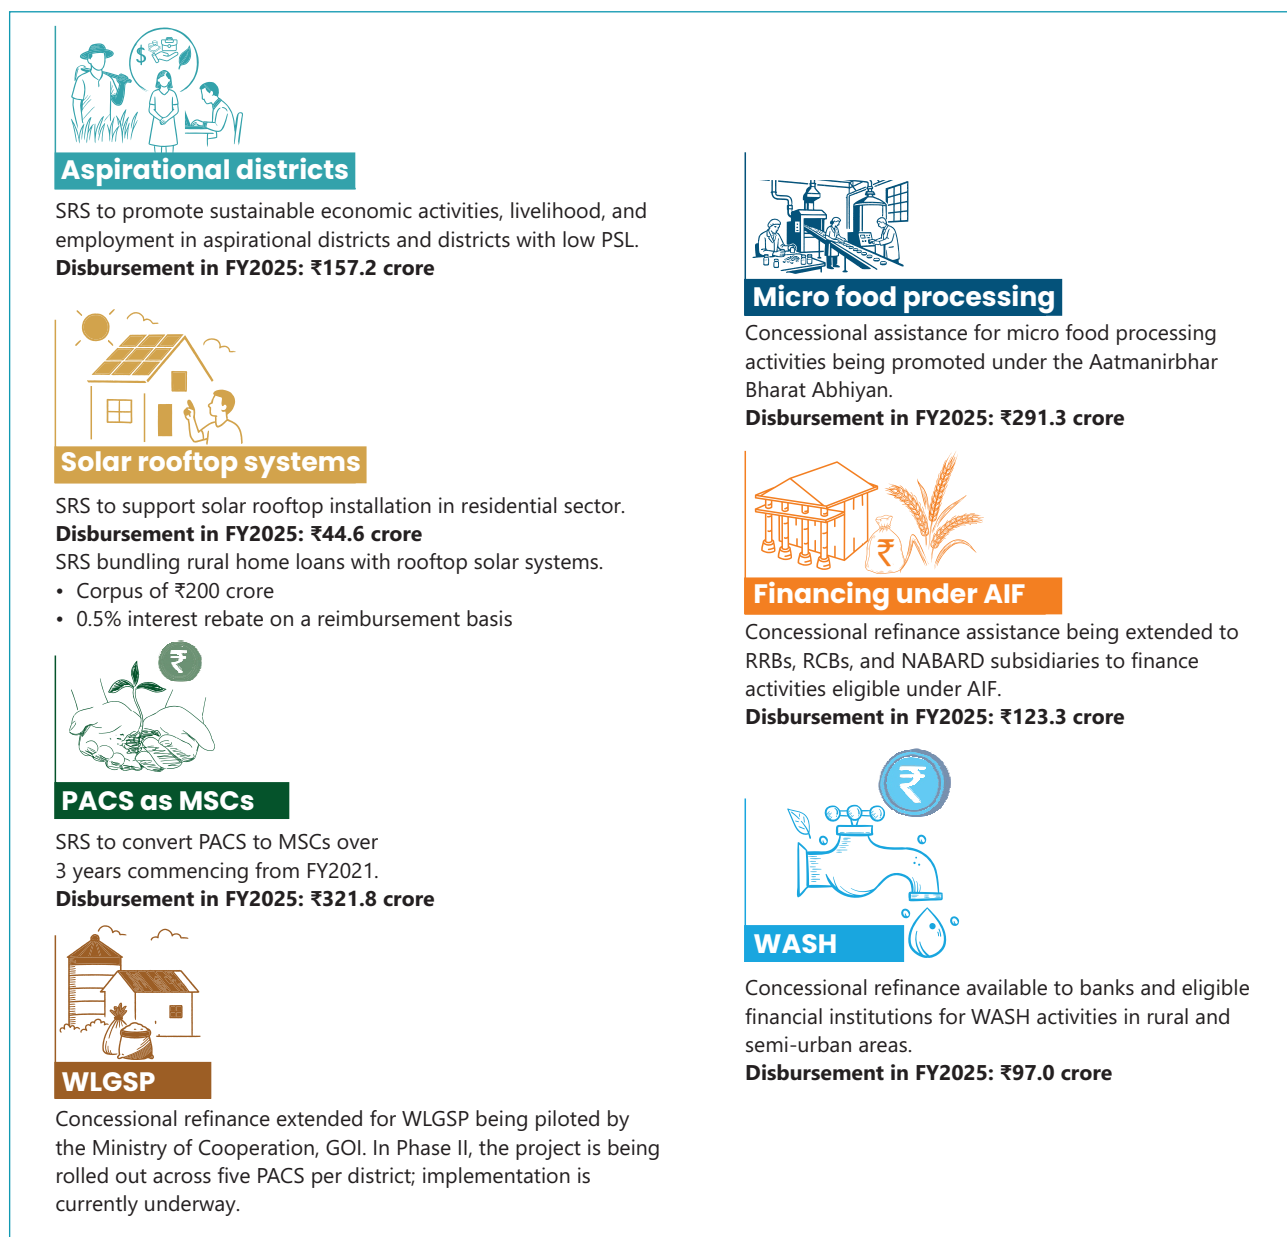 Aspirational districts
SRS to promote sustainable economic activities, livelihood, and
employment in aspirational districts and districts with low PSL.
Disbursement in FY2025: ₹157.2 crore
$
Solar rooftop systems
SRS to support solar rooftop installation in residential sector.
Disbursement in FY2025: ₹44.6 crore
SRS bundling rural home loans with rooftop solar systems.
• Corpus of ₹200 crore
• 0.5% interest rebate on a reimbursement basis
₹
PACS as MSCs
SRS to convert PACS to MSCs over
3 years commencing from FY2021.
Disbursement in FY2025: ₹321.8 crore
WLGSP
Concessional refinance extended for WLGSP being piloted by
the Ministry of Cooperation, GOI. In Phase II, the project is being
rolled out across five PACS per district; implementation is
currently underway.
Micro food processing
Concessional assistance for micro food processing
activities being promoted under the Aatmanirbhar
Bharat Abhiyan.
Disbursement in FY2025: ₹291.3 crore
₹
Financing under AIF
Concessional refinance assistance being extended to
RRBs, RCBs, and NABARD subsidiaries to finance
activities eligible under AIF.
Disbursement in FY2025: ₹123.3 crore
₹
WASH
Concessional refinance available to banks and eligible
financial institutions for WASH activities in rural and
semi-urban areas.
Disbursement in FY2025: ₹97.0 crore